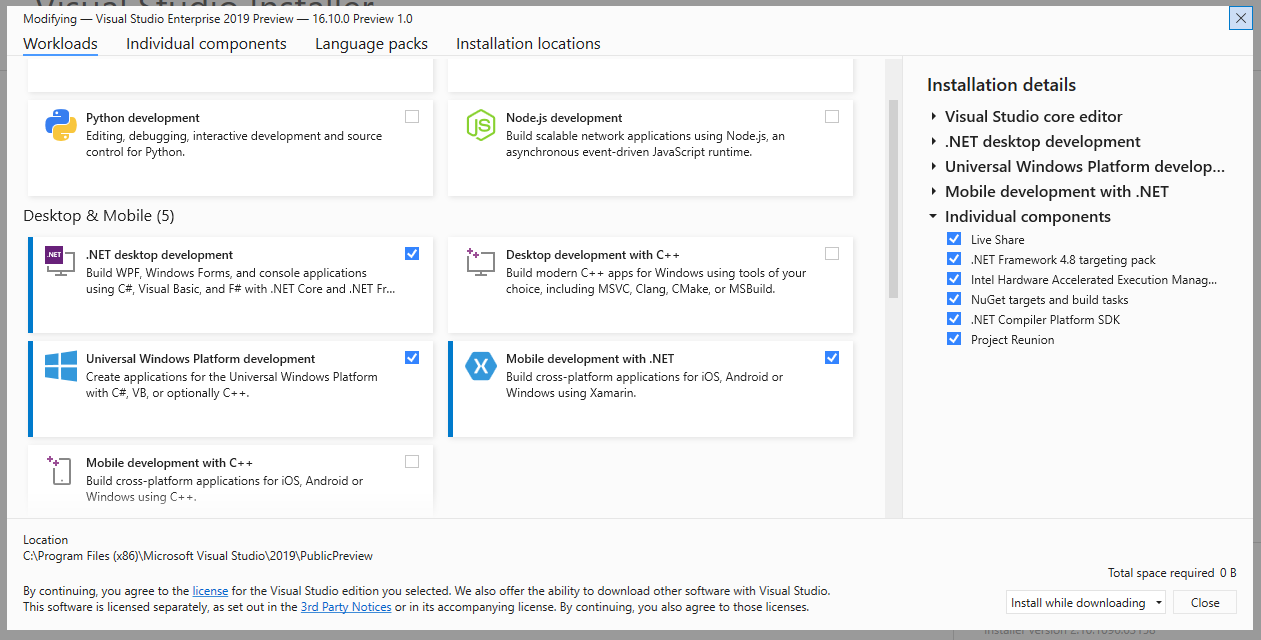 Visual Studio Installer
Modifying — Visual Studio Enterprise 2019 Preview — 16.10.0 Preview 1.0
Workloads
Individual components
Language packs
Installation locations
Python development
Editing, debugging, interactive development and source
control for Python.
JS
Node.js development
Build scalable network applications using Node.js, an
asynchronous event-driven JavaScript runtime.
Desktop & Mobile (5)
.NET
.NET desktop development
Build WPF, Windows Forms, and console applications
using C#, Visual Basic, and F# with .NET Core and .NET Fr...
Desktop development with C++
Build modern C++ apps for Windows using tools of your
choice, including MSVC, Clang, CMake, or MSBuild.
Universal Windows Platform development
Create applications for the Universal Windows Platform
with C#, VB, or optionally C++.
Mobile development with .NET
Build cross-platform applications for iOS, Android or
Windows using Xamarin.
Mobile development with C++
Build cross-platform applications for iOS, Android or
Windows using C++.
Installation details
Visual Studio core editor
.NET desktop development
Universal Windows Platform develop...
Mobile development with .NET
Individual components
Live Share
.NET Framework 4.8 targeting pack
Intel Hardware Accelerated Execution Manag...
NuGet targets and build tasks
.NET Compiler Platform SDK
Project Reunion
Location
C:\Program Files (x86)\Microsoft Visual Studio\2019\PublicPreview
By continuing, you agree to the license for the Visual Studio edition you selected. We also offer the ability to download other software with Visual Studio.
This software is licensed separately, as set out in the 3rd Party Notices or in its accompanying license. By continuing, you also agree to those licenses.
Total space required 0 B
Install while downloading
Close
Installer version